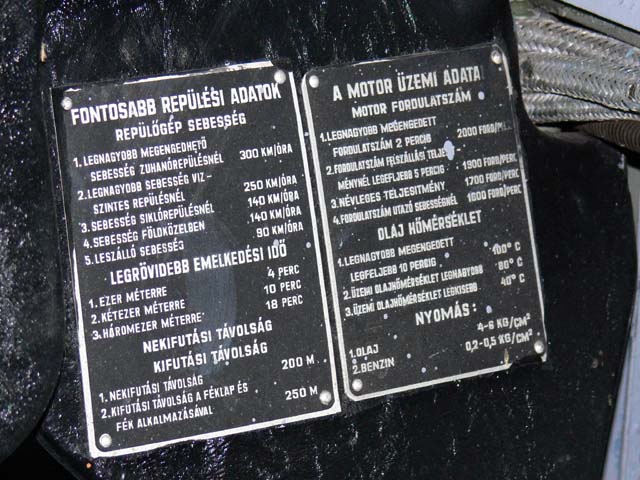 FONTOSABB REPÜLÉSI ADATOK
REPÜLŐGÉP SEBESSÉG
1. LEGNAGYOBB MEGENGEDHETŐ
SEBESSÉG ZUHANÓREPÜLÉSNÉL 300 KM/ÓRA
2. LEGNAGYOBB SEBESSÉG VIZ-
SZINTES REPÜLÉSNÉL 250 KM/ÓRA
3. SEBESSÉG SIKLÓREPÜLÉSNÉL 140 KM/ÓRA
4. SEBESSÉG FÖLDKÖZELBEN 140 KM/ÓRA
5. LESZÁLLÓ SEBESSÉG 90 KM/ÓRA
LEGRÖVIDEBB EMELKEDÉSI IDŐ
1. EZER MÉTERRE 4 PERC
2. KÉTEZER MÉTERRE 10 PERC
3. HÁROMEZER MÉTERRE 18 PERC
NEKIFUTÁSI TÁVOLSÁG
KIFUTÁSI TÁVOLSÁG
1. NEKIFUTÁSI TÁVOLSÁG 200 M.
2. KIFUTÁSI TÁVOLSÁG A FÉKLAP ÉS
FÉK ALKALMAZÁSÁVAL 250 M.
A MOTOR ÜZEMI ADATAI
MOTOR FORDULATSZÁM
1. LEGNAGYOBB MEGENGEDETT
FORDULATSZÁM 2 PERCIG 2000 FORD/
2. FORDULATSZÁM FELSZÁLLÁSI TELJE
MÉNYNÉL LEGFELJEBB 5 PERCIG 1900 FORD/PERC.
3. NÉVLEGES TELJESITMÉNY 1700 FORD/PERC.
4. FORDULATSZÁM UTAZÓ SEBESSÉGNÉL 1600 FORD/PERC
OLAJ HŐMÉRSÉKLET
1. LEGNAGYOBB MEGENGEDETT
LEGFELJEBB 10 PERCIG 100° C
2. ÜZEMI OLAJHŐMÉRSÉKLET LEGNAGYOBB 80° C
3. ÜZEMI OLAJHŐMÉRSÉKLET LEGKISEBB 40° C
NYOMÁS:
1. OLAJ 4-6 KG/CM²
2. BENZIN 0,2-0,5 KG/CM²